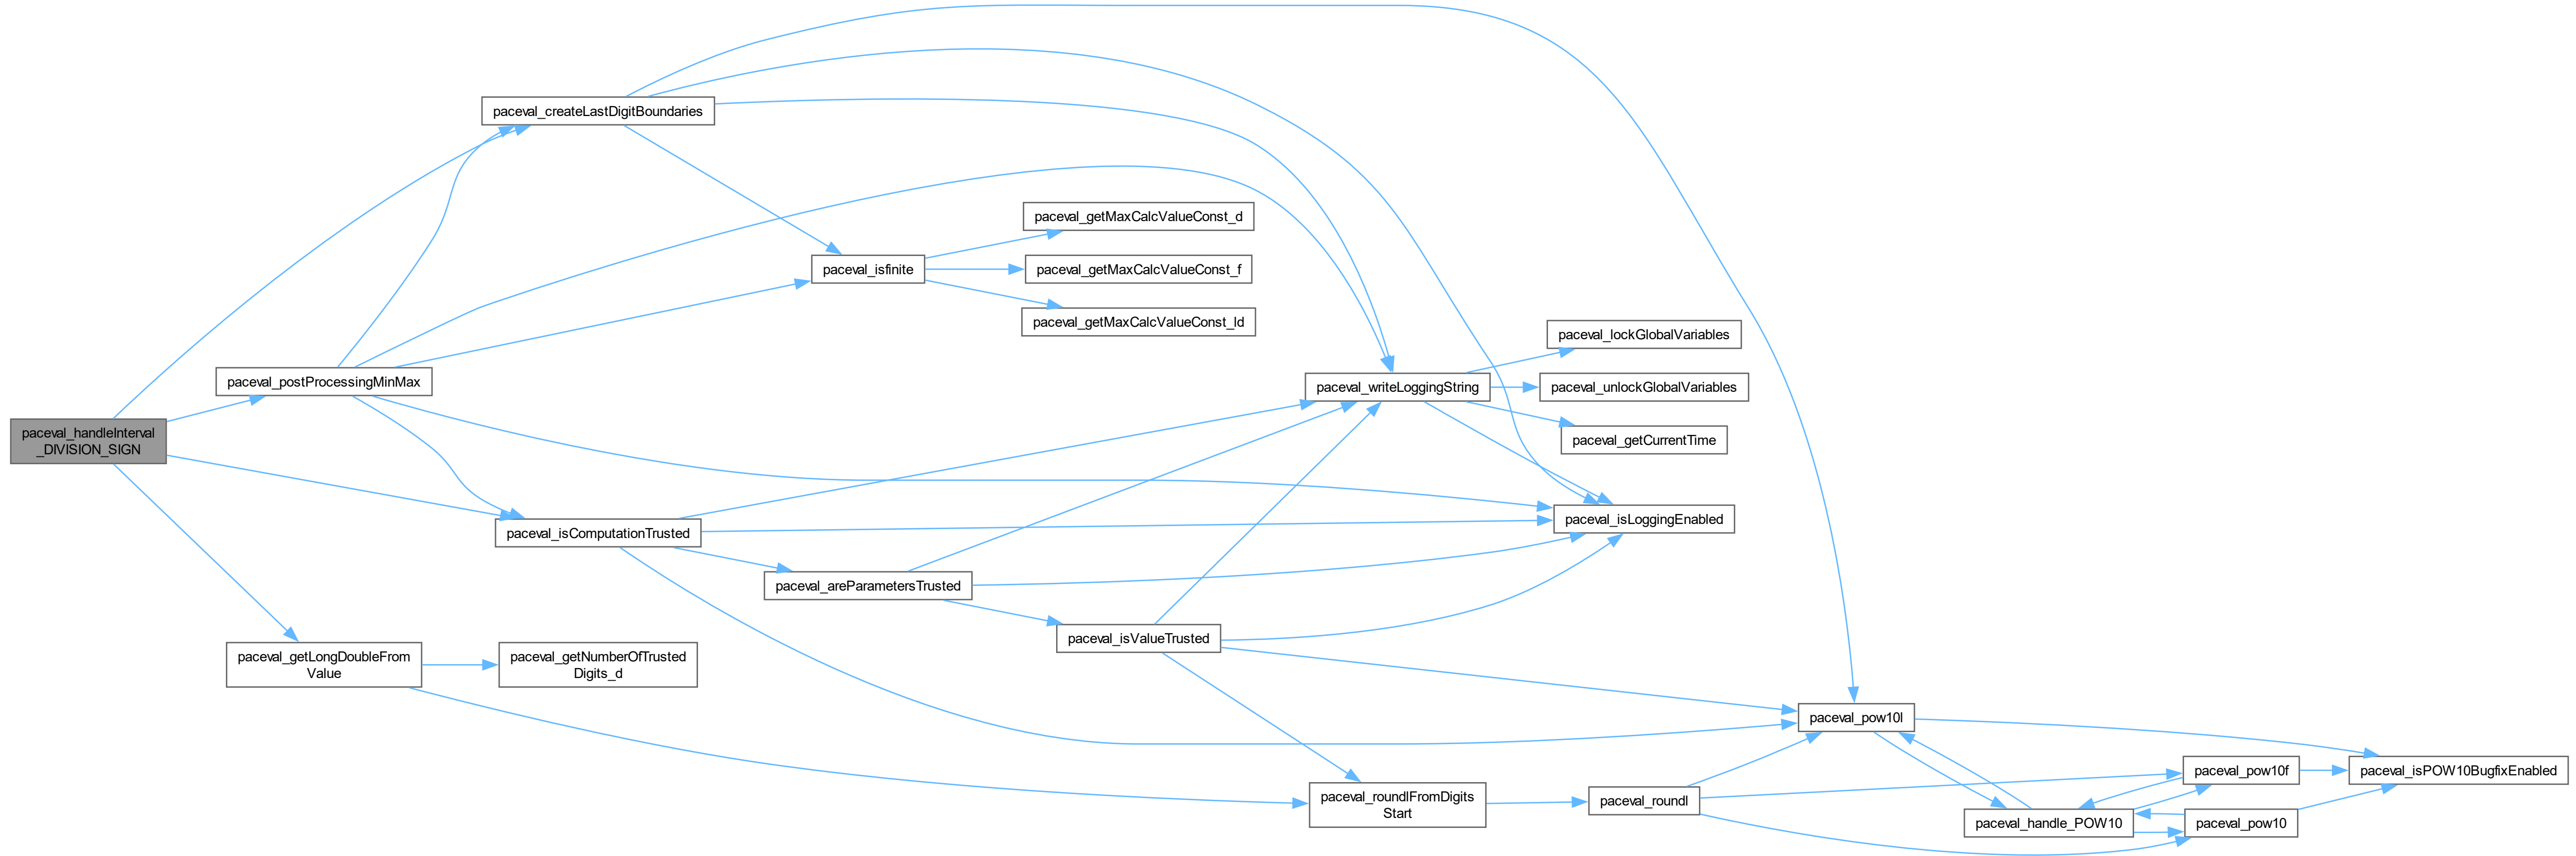 paceval_createLastDigitBoundaries
paceval_getMaxCalcValueConst_d
paceval_isfinite
paceval_getMaxCalcValueConst_f
paceval_getMaxCalcValueConst_ld
paceval_lockGlobalVariables
paceval_postProcessingMinMax
paceval_writeLoggingString
paceval_unlockGlobalVariables
paceval_handleInterval
_DIVISION_SIGN
paceval_getCurrentTime
paceval_isComputationTrusted
paceval_isLoggingEnabled
paceval_areParametersTrusted
paceval_isValueTrusted
paceval_getLongDoubleFrom
Value
paceval_getNumberOfTrusted
Digits_d
paceval_pow10l
paceval_pow10f
paceval_isPOW10BugfixEnabled
paceval_roundlFromDigits
Start
paceval_roundl
paceval_handle_POW10
paceval_pow10